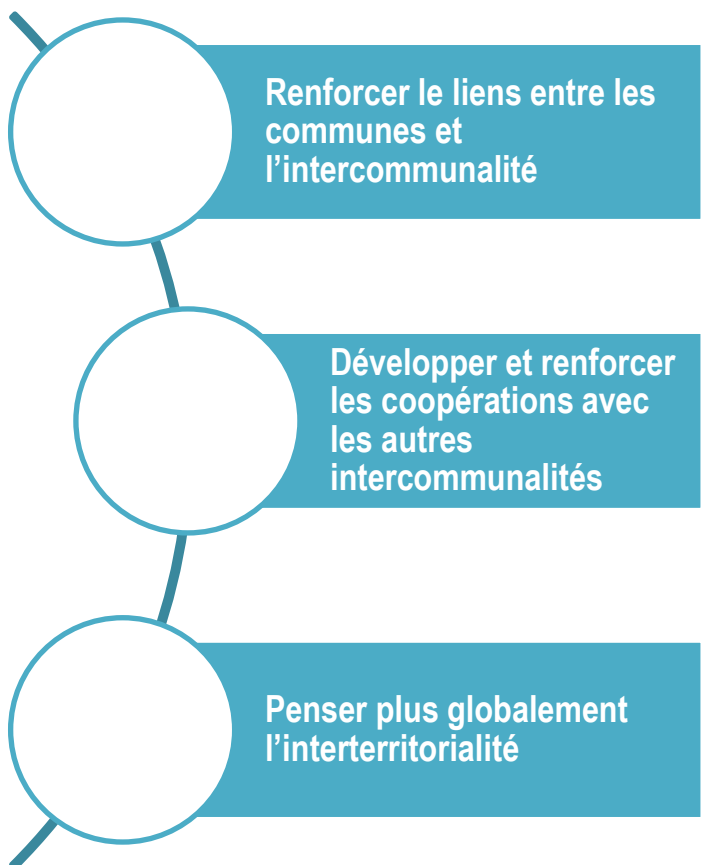 Renforcer le liens entre les
communes et
l’intercommunalité
Développer et renforcer
les coopérations avec
les autres
intercommunalités
Penser plus globalement
l’interterritorialité